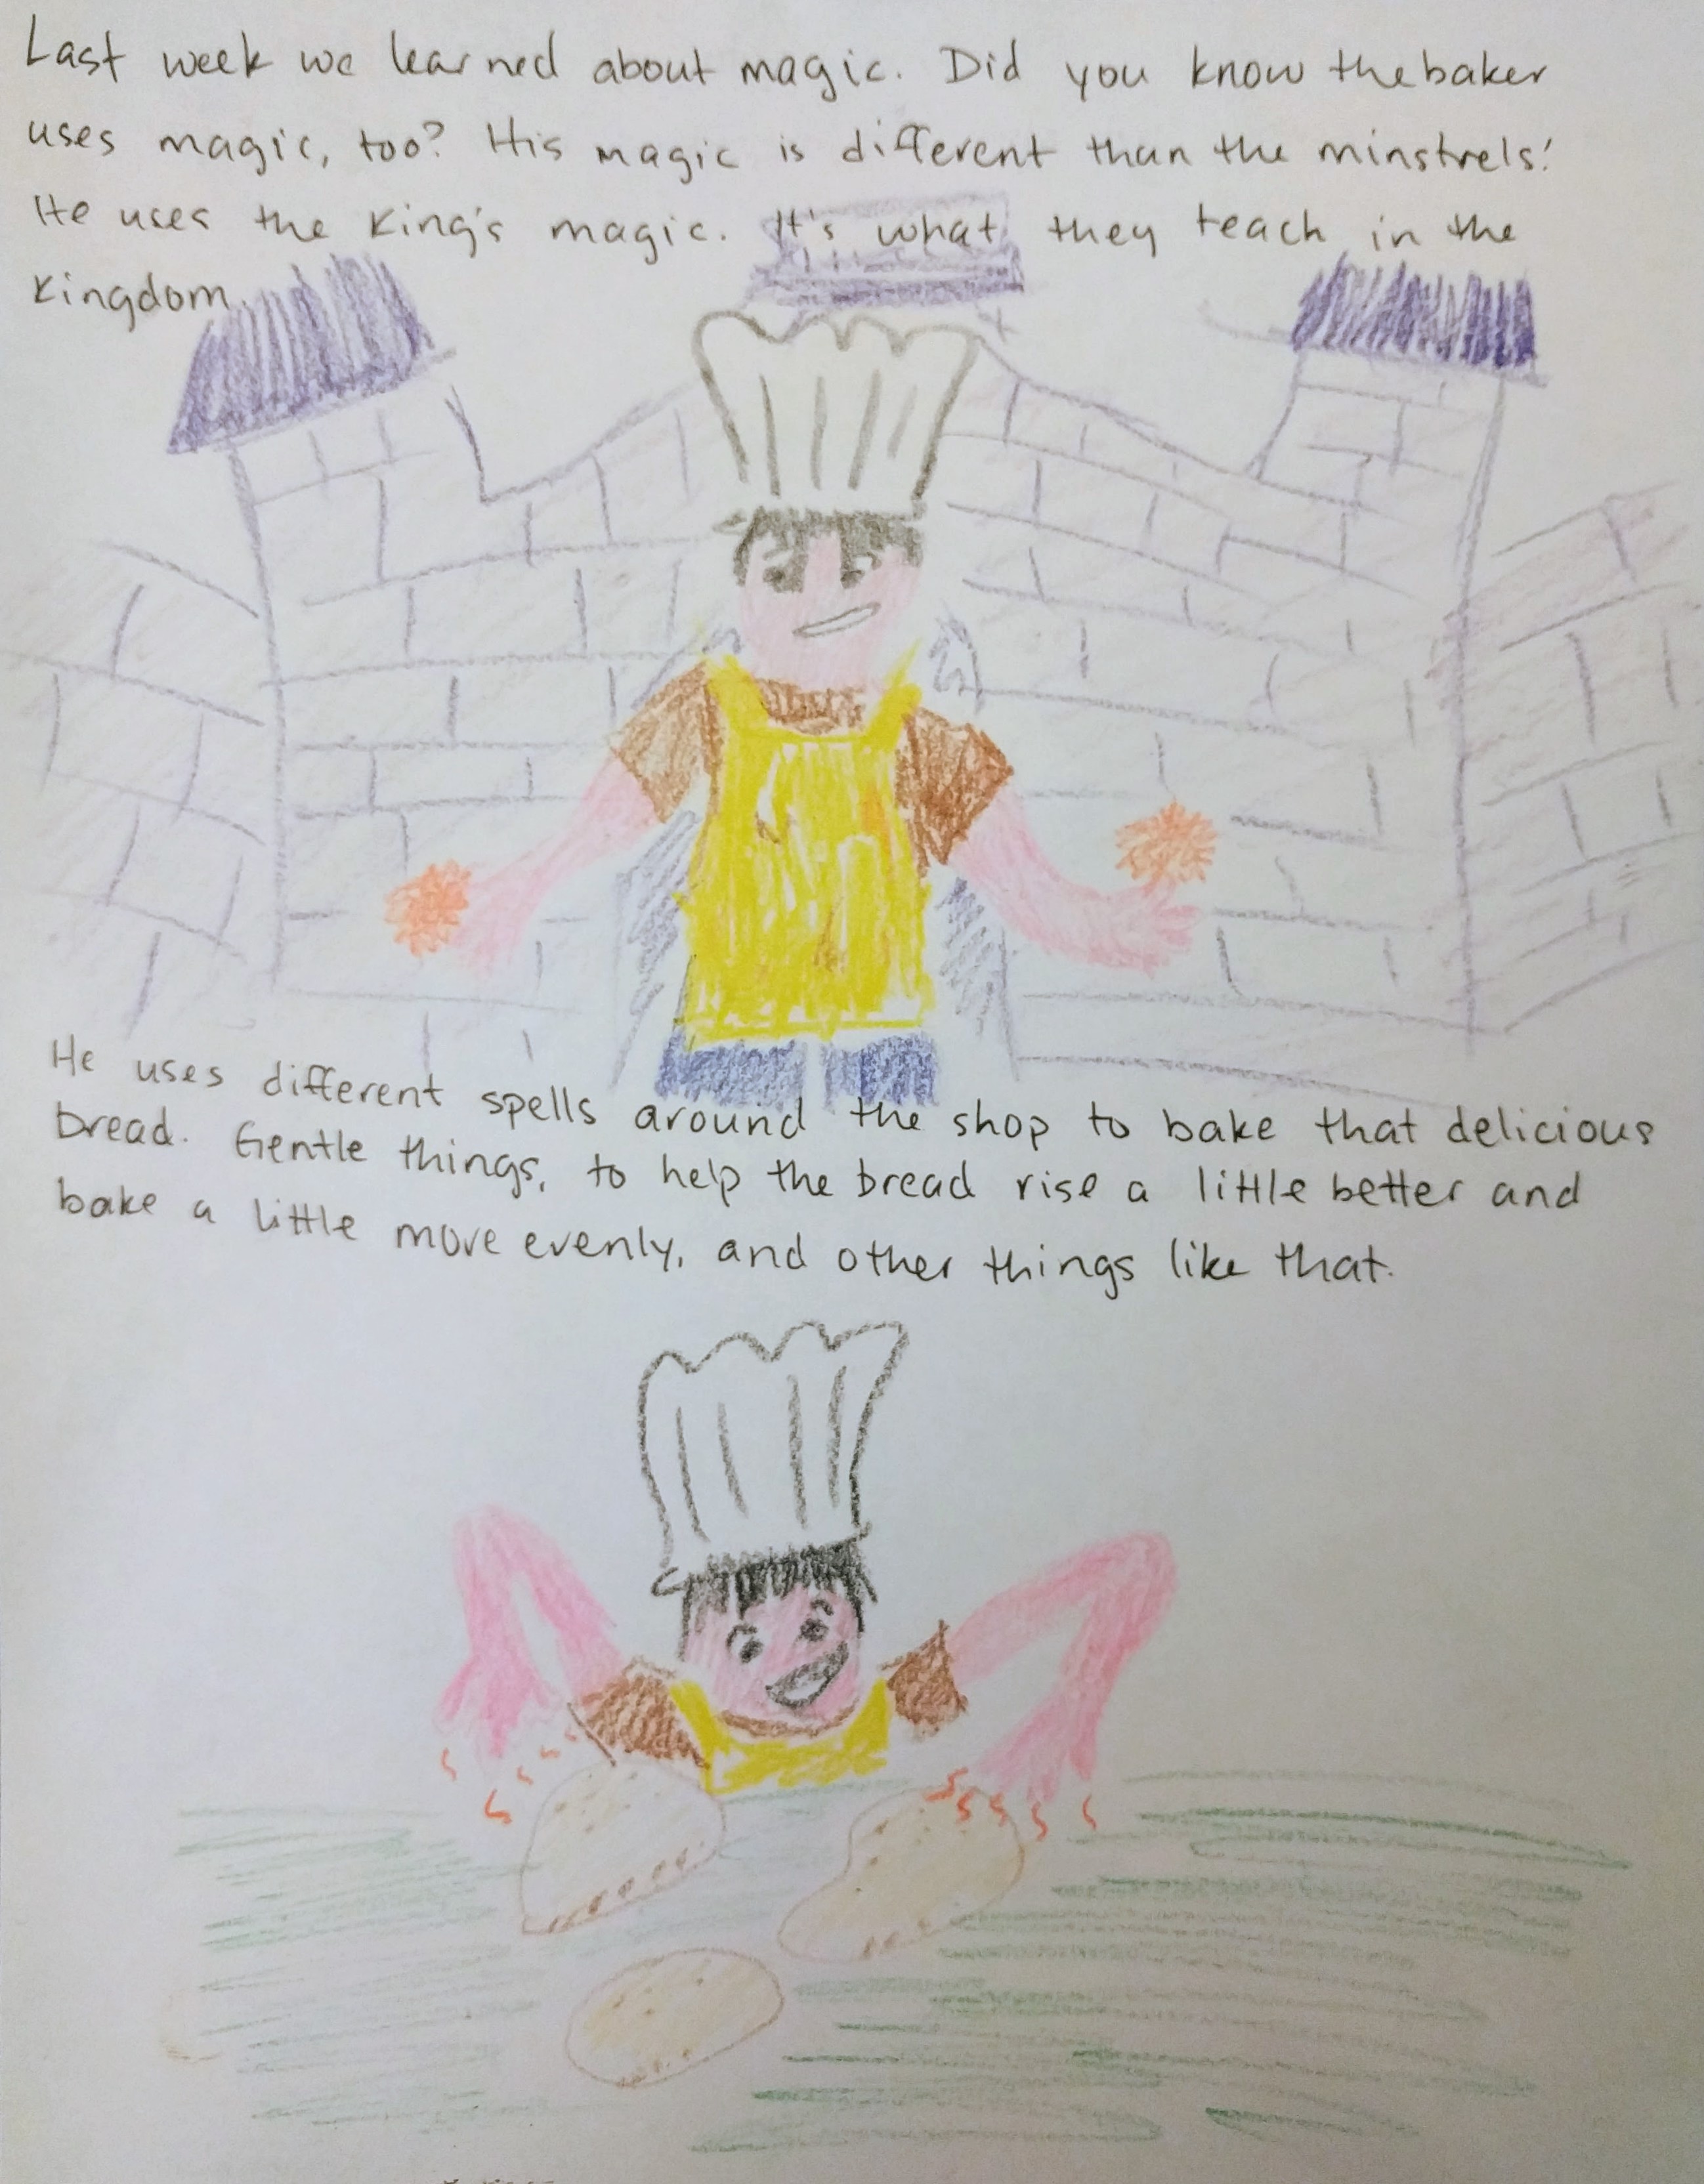 Last week we learned about magic. Did you know the baker
uses magic, too? His magic is different than the minstrels!
He uses the King's magic. It's what they teach in the
Kingdom.
He uses different spells around the shop to bake that delicious
bread. Gentle things, to help the bread rise a little better and
bake a little more evenly, and other things like that.